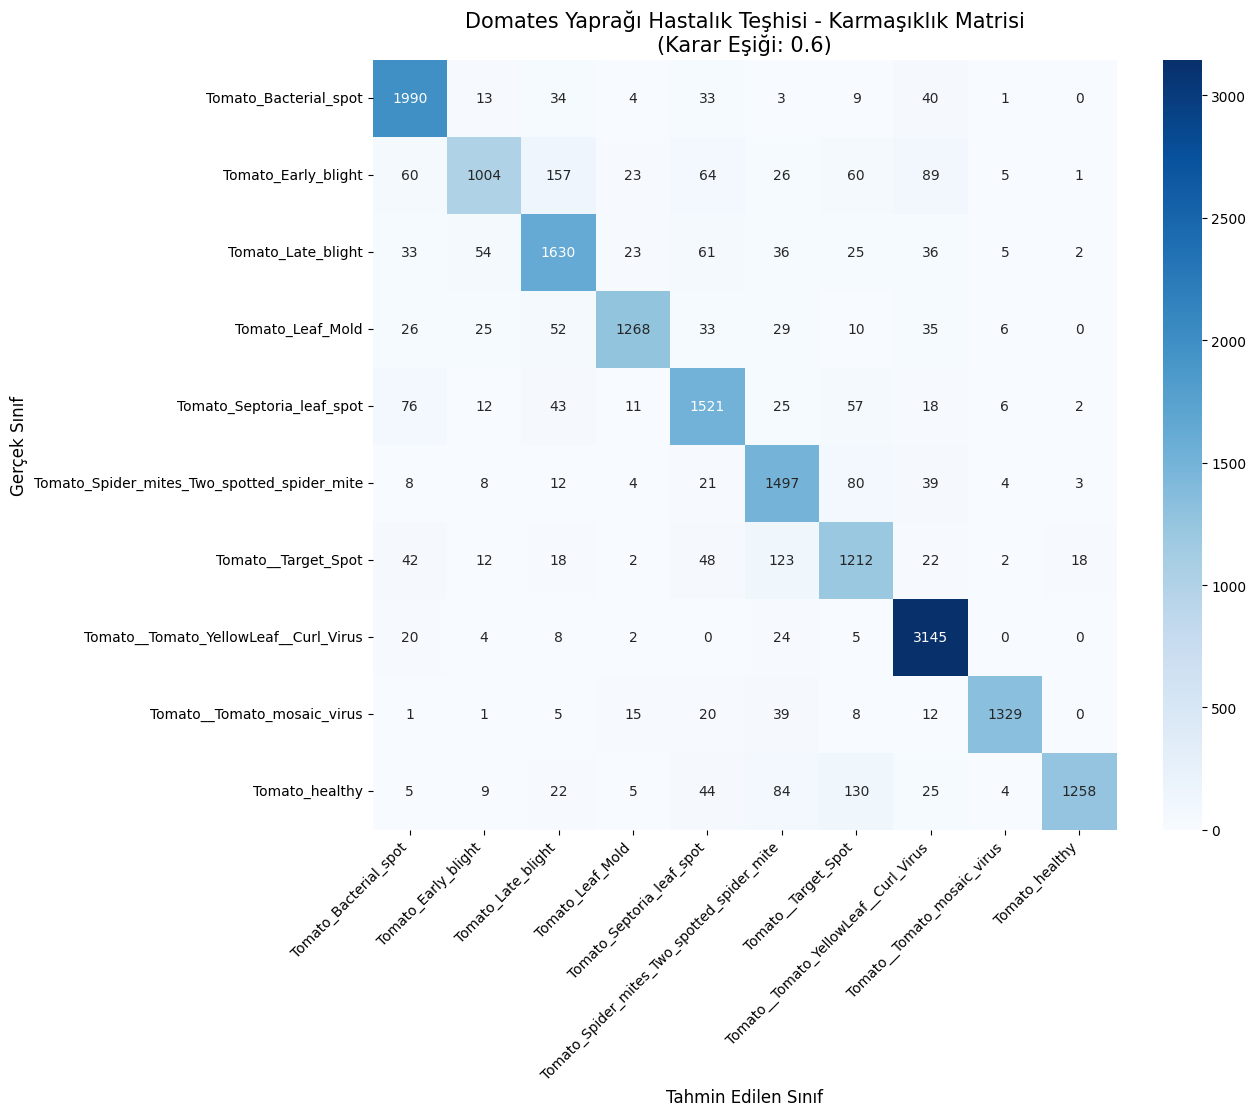 Domates Yaprağı Hastalık Teşhisi - Karmaşıklık Matrisi
(Karar Eşiği: 0.6)
Gerçek Sınıf
Tomato_Bacterial_spot 1990 13 34 4 33 3 9 40 1 0
Tomato_Early_blight 60 1004 157 23 64 26 60 89 5 1
Tomato_Late_blight 33 54 1630 23 61 36 25 36 5 2
Tomato_Leaf_Mold 26 25 52 1268 33 29 10 35 6 0
Tomato_Septoria_leaf_spot 76 12 43 11 1521 25 57 18 6 2
Tomato_Spider_mites_Two_spotted_spider_mite 8 8 12 4 21 1497 80 39 4 3
Tomato__Target_Spot 42 12 18 2 48 123 1212 22 2 18
Tomato__Tomato_YellowLeaf__Curl_Virus 20 4 8 2 0 24 5 3145 0 0
Tomato__Tomato_mosaic_virus 1 1 5 15 20 39 8 12 1329 0
Tomato_healthy 5 9 22 5 44 84 130 25 4 1258
Tomato_Bacterial_spot
Tomato_Early_blight
Tomato_Late_blight
Tomato_Leaf_Mold
Tomato_Septoria_leaf_spot
Tomato_Spider_mites_Two_spotted_spider_mite
Tomato__Target_Spot
Tomato__Tomato_YellowLeaf__Curl_Virus
Tomato__Tomato_mosaic_virus
Tomato_healthy
Tahmin Edilen Sınıf
3000
2500
2000
1500
1000
500
0